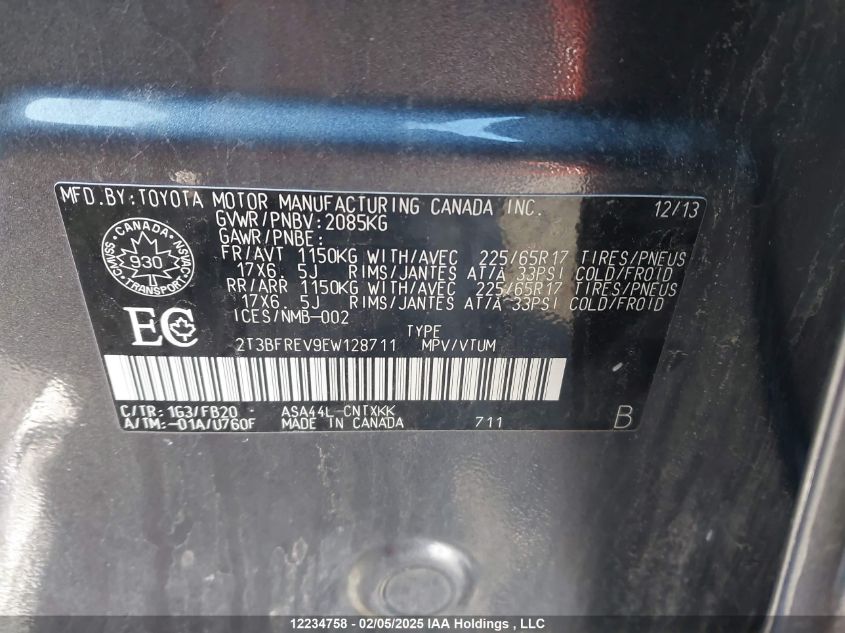 MFD.BY:TOYOTA MOTOR MANUFACTURING CANADA INC. 12/13
GVWR/PNBV:2085KG
GAWR/PNBE:
FR/AVT 1150KG WITH/AVEC 225/65R17 TIRES/PNEUS
17X6.5J RIMS/JANTES AT/À 33PSI COLD/FROID
RR/ARR 1150KG WITH/AVEC 225/65R17 TIRES/PNEUS
17X6.5J RIMS/JANTES AT/À 33PSI COLD/FROID
ICES/NMB-002
CANADA
CMVSS NSVAC
930
TRANSPORT
EC
TYPE
2T3BFREV9EW128711 MPV/VTUM
C/TR:163/FB20 ASA44L-CNTXKK
A/TM:-01A/U760F MADE IN CANADA 711 B
12234758 - 02/05/2025 IAA Holdings , LLC